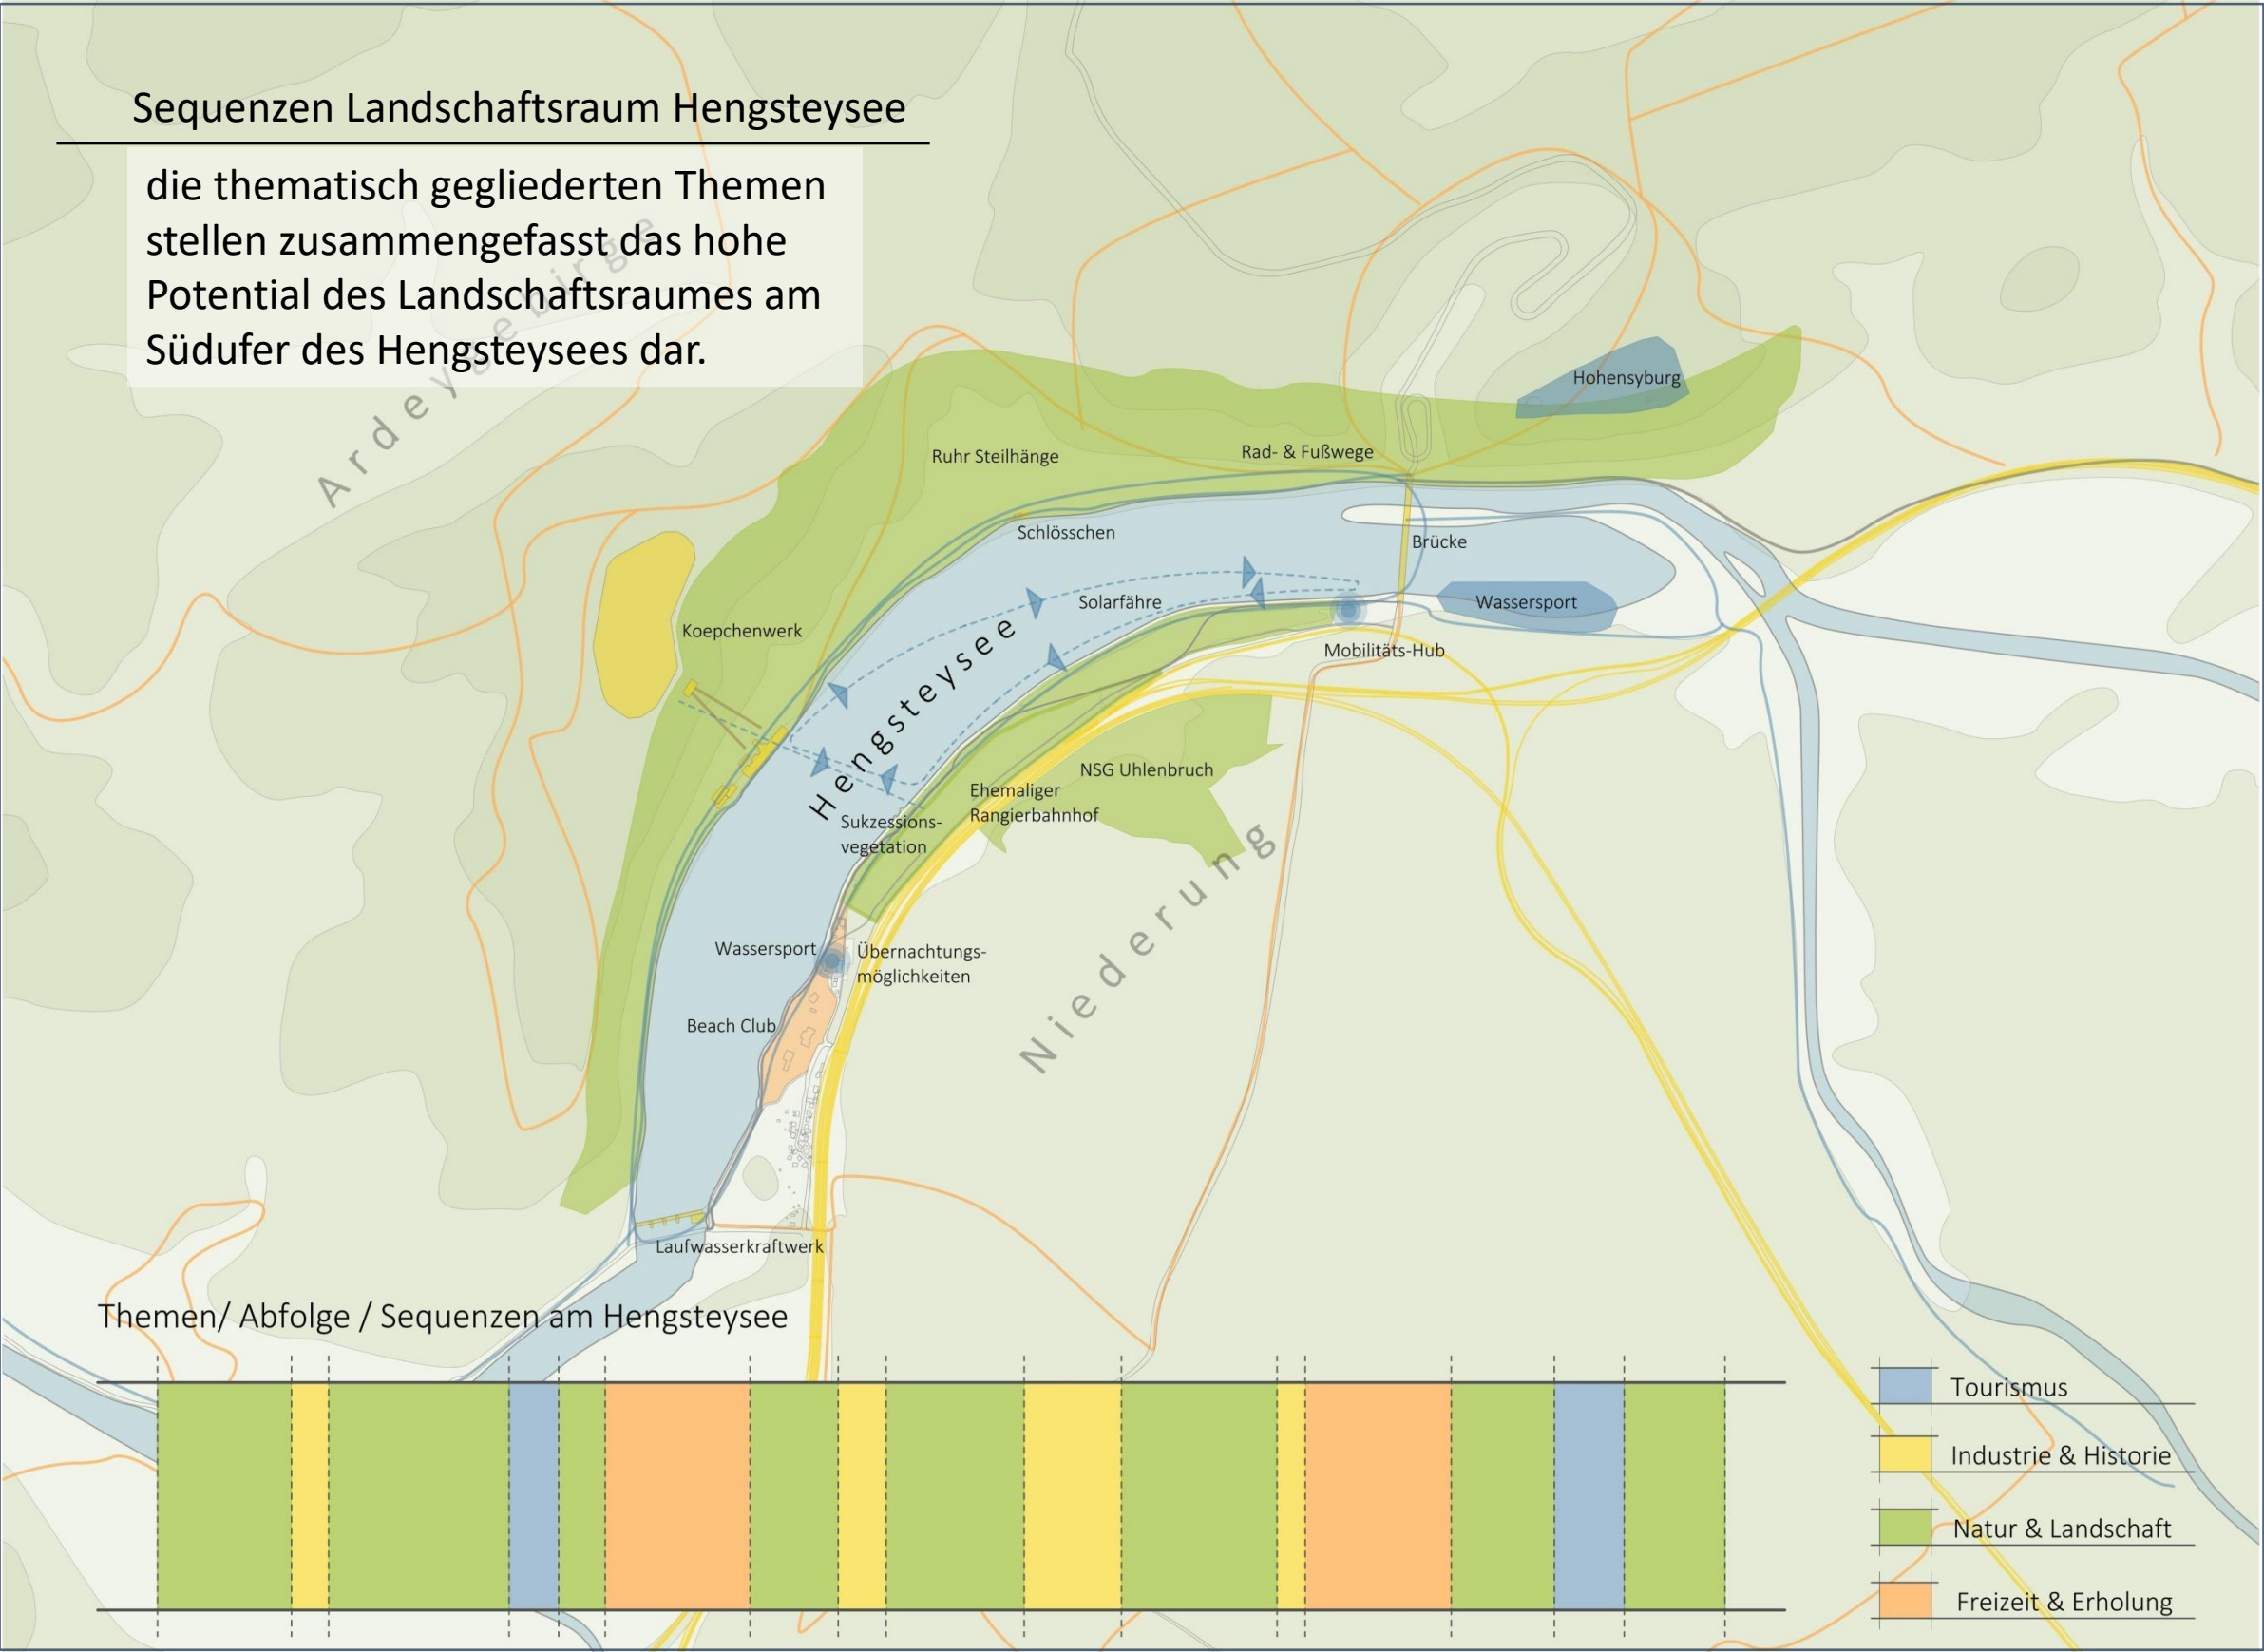 Sequenzen Landschaftsraum Hengsteysee
die thematisch gegliederten Themen
stellen zusammengefasst das hohe
Potential des Landschaftsraumes am
Südufer des Hengsteysees dar.
Ardeygebirge
Hohensyburg
Ruhr Steilhänge
Rad- & Fußwege
Schlösschen
Brücke
Solarfähre
Wassersport
Koepchenwerk
Mobilitäts-Hub
Hengsteysee
NSG Uhlenbruch
Ehemaliger
Rangierbahnhof
Sukzessions-
vegetation
Niederung
Wassersport
Übernachtungs-
möglichkeiten
Beach Club
Laufwasserkraftwerk
Themen/ Abfolge / Sequenzen am Hengsteysee
Tourismus
Industrie & Historie
Natur & Landschaft
Freizeit & Erholung